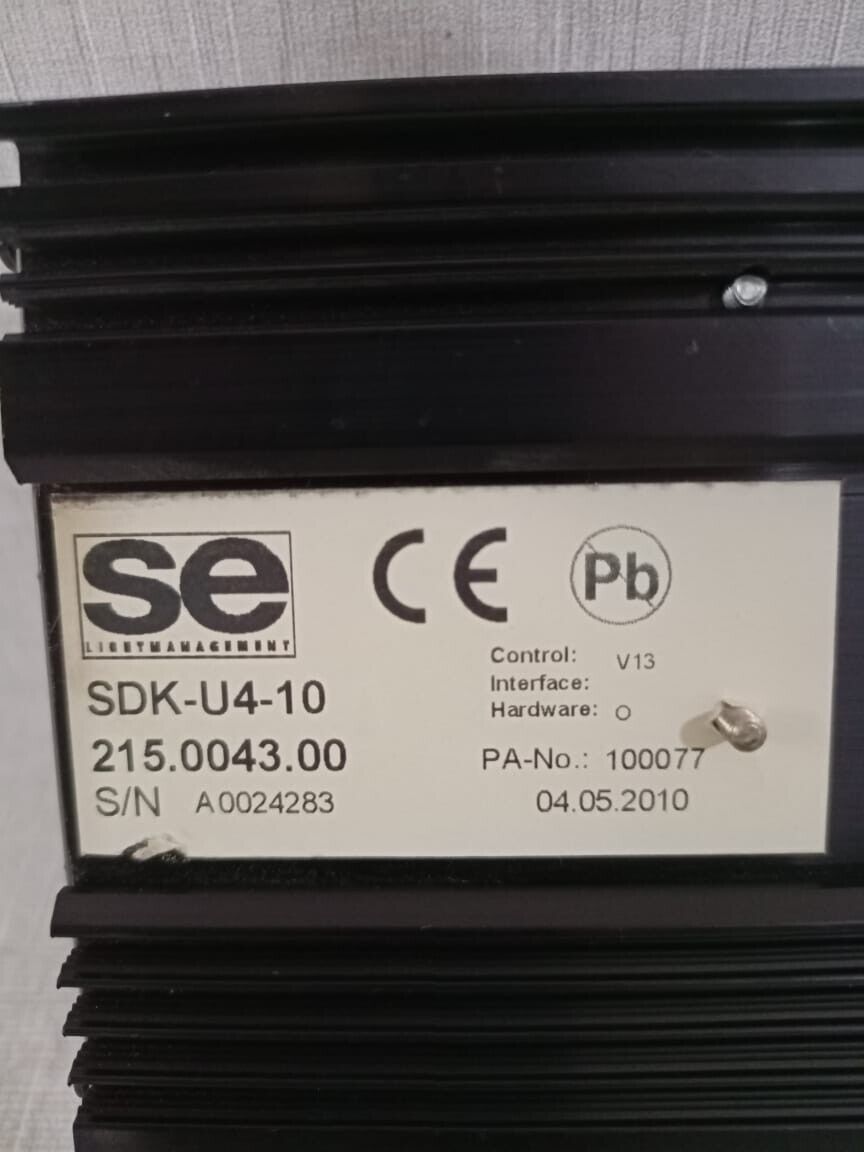 se
LIGHTMANAGEMENT
CE
Pb
SDK-U4-10
215.0043.00
S/N A0024283
Control: V13
Interface:
Hardware: O
PA-No.: 100077
04.05.2010